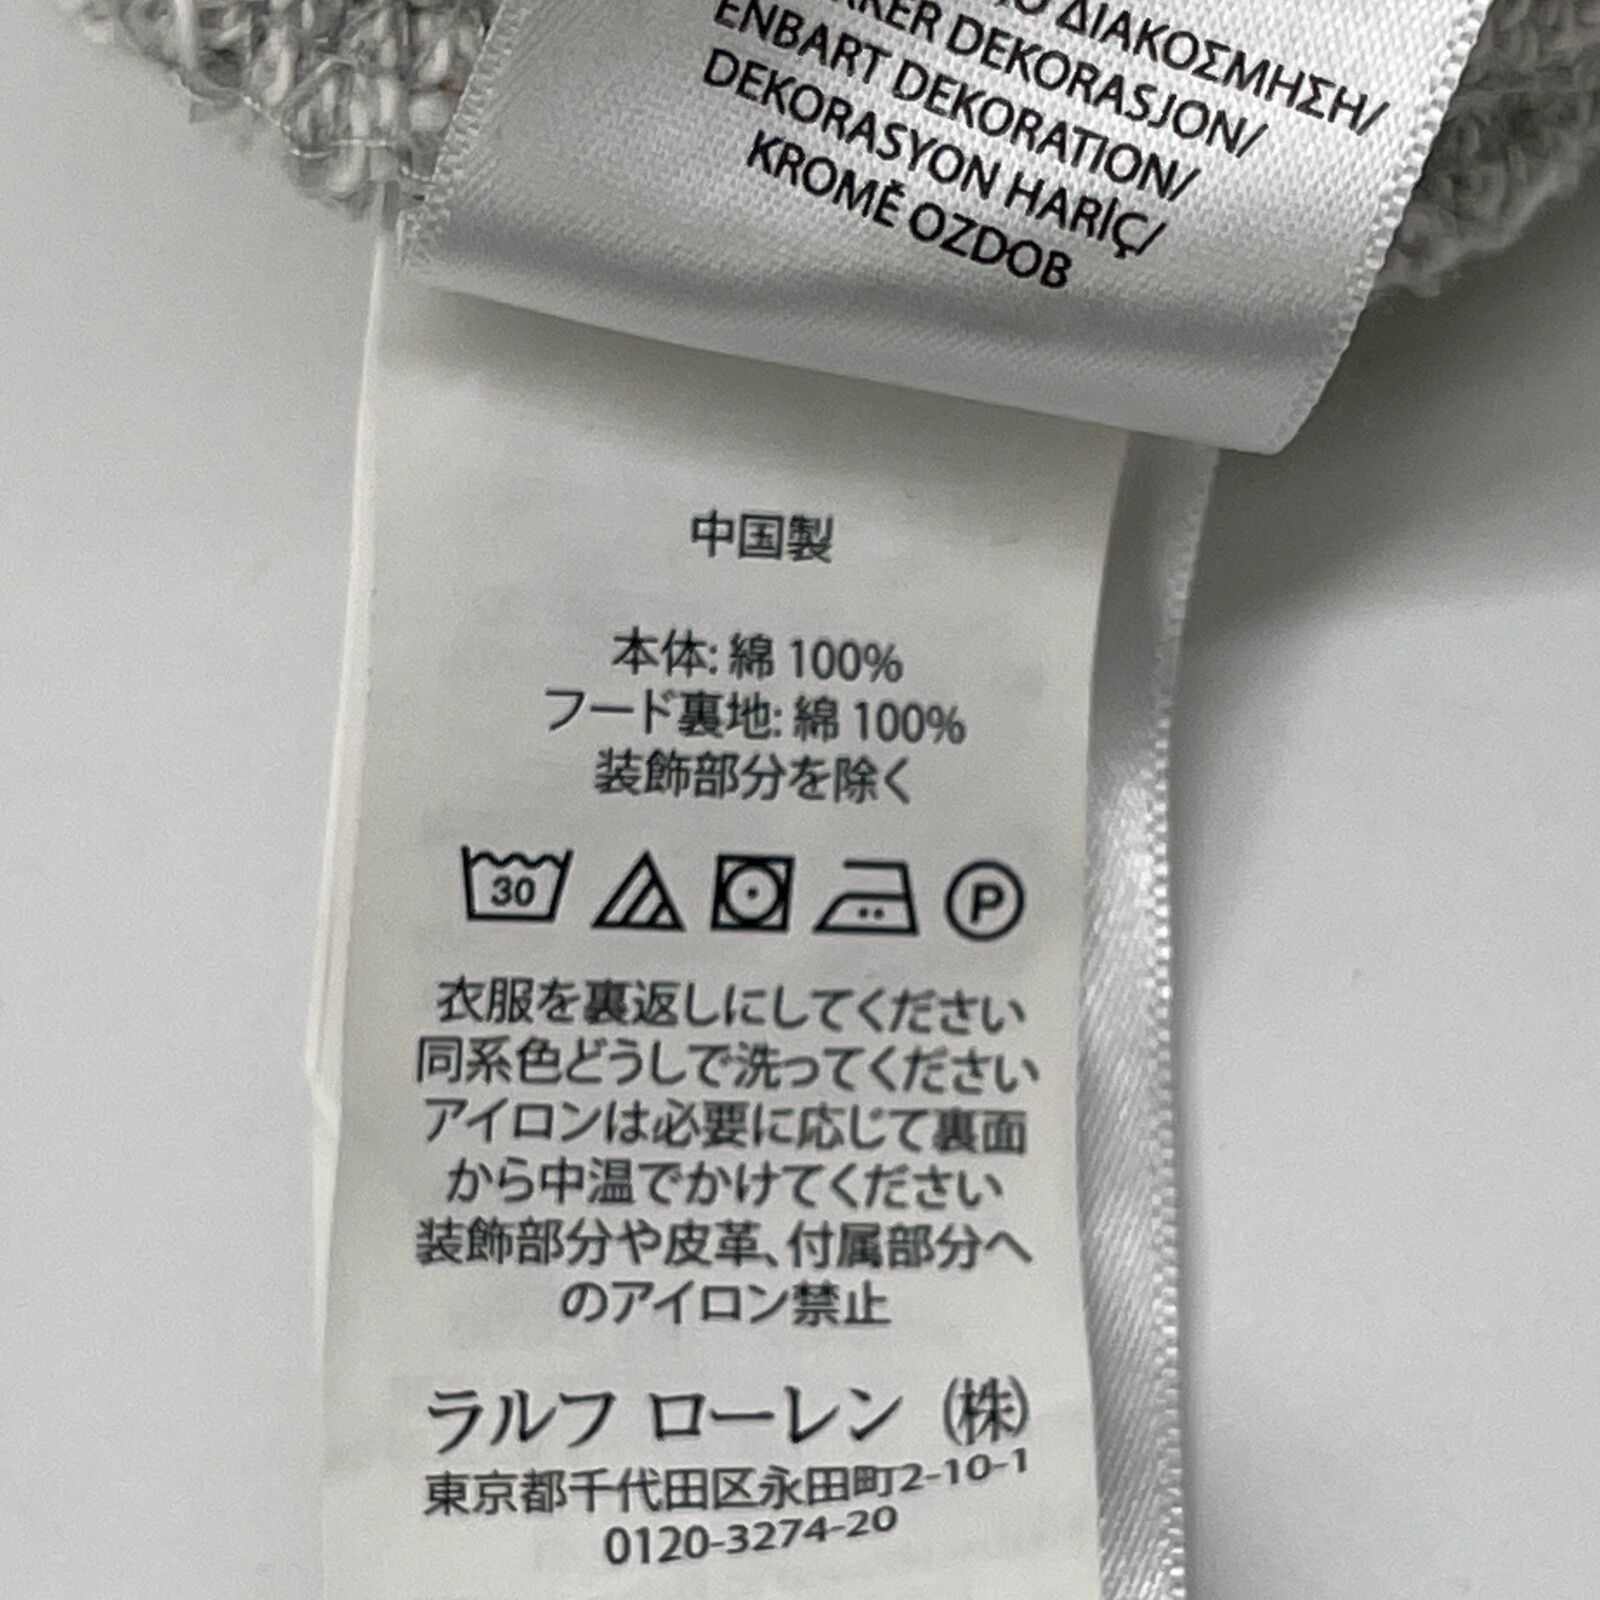 ΔΙΑΚΟΣΜΗΣΗ/
DEKORASJON/
ENBART DEKORATION/
DEKORASYON HARİÇ/
KROMĚ OZDOB
中国製
本体: 綿 100%
フード裏地: 綿 100%
装飾部分を除く
30
P
衣服を裏返しにしてください
同系色どうしで洗ってください
アイロンは必要に応じて裏面
から中温でかけてください
装飾部分や皮革、付属部分へ
のアイロン禁止
ラルフ ローレン (株)
東京都千代田区永田町2-10-1
0120-3274-20